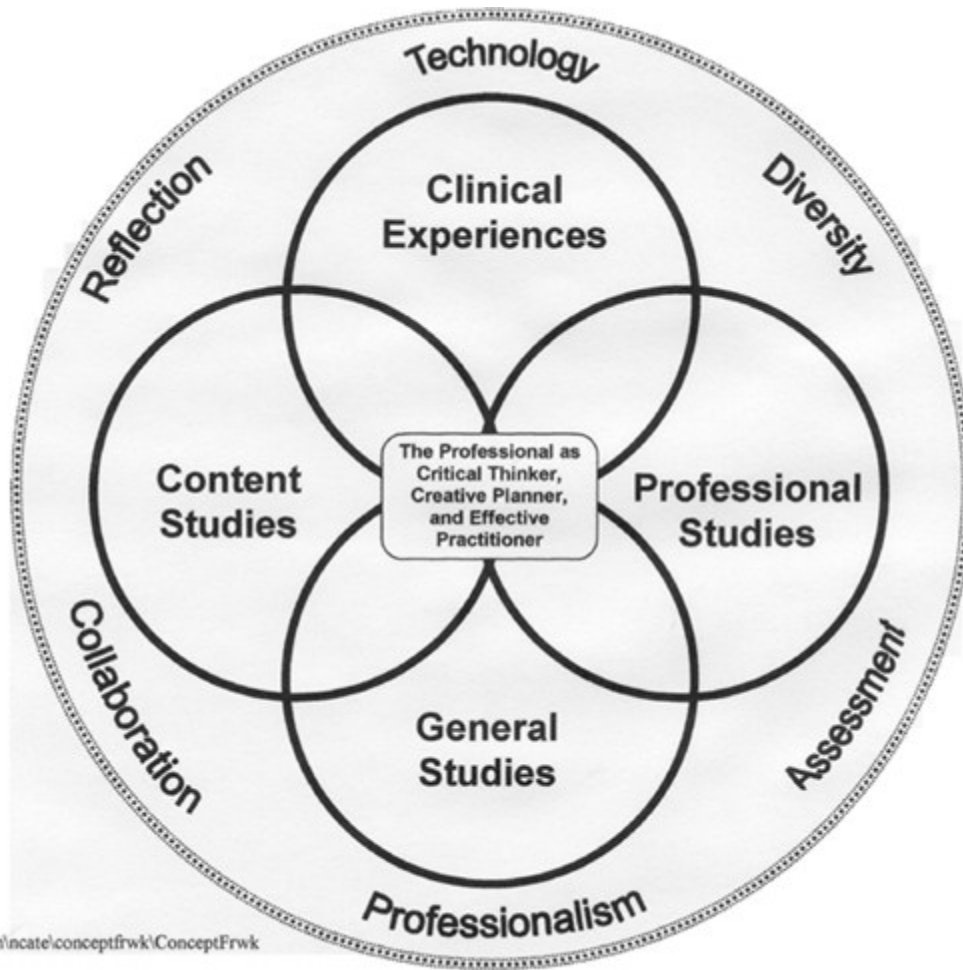 Technology
Reflection
Diversity
Clinical
Experiences
Content
Studies
The Professional as
Critical Thinker,
Creative Planner,
and Effective
Practitioner
Professional
Studies
General
Studies
Collaboration
Assessment
Professionalism
\ncate\conceptfrwk\ConceptFrwk